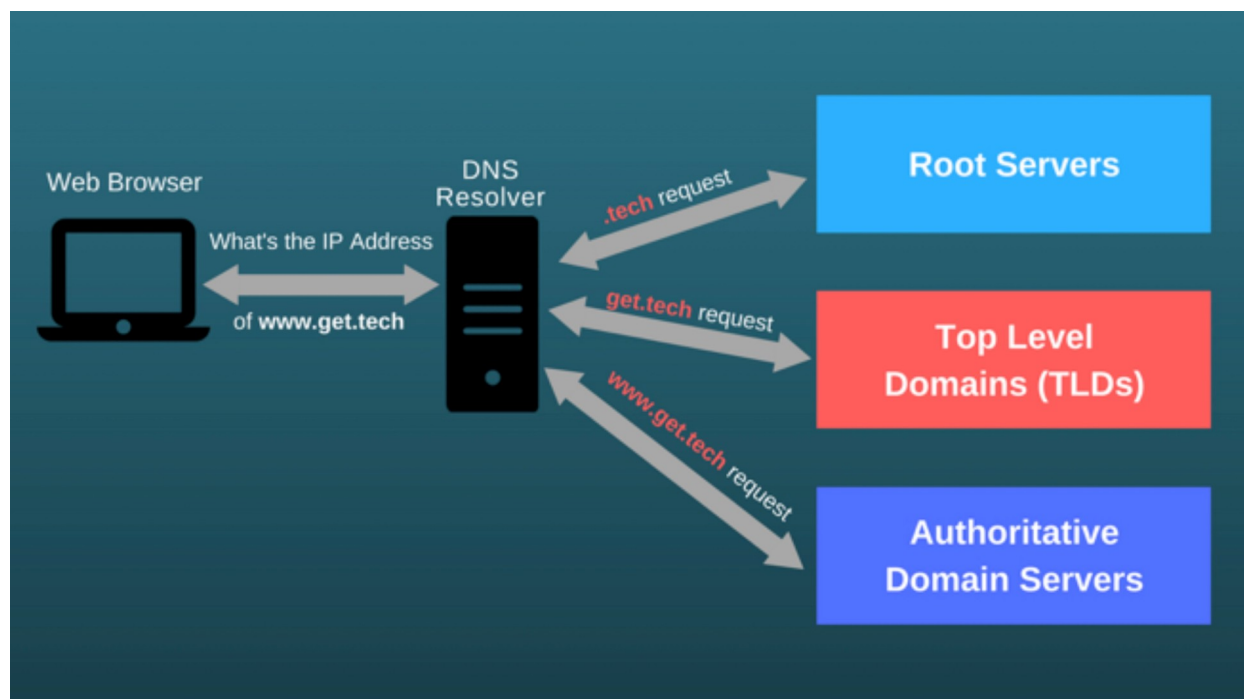 Web Browser
What's the IP Address
of www.get.tech
DNS
Resolver
.tech request
get.tech request
www.get.tech request
Root Servers
Top Level
Domains (TLDs)
Authoritative
Domain Servers